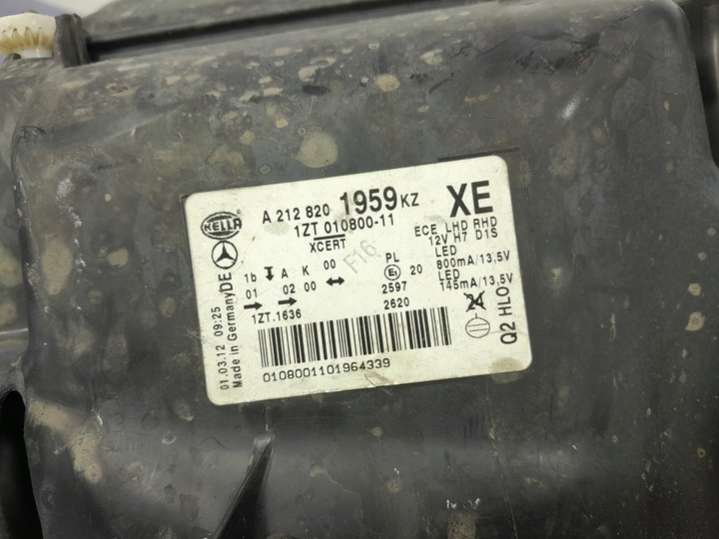 HELLA
A 212 820 1959 KZ
XE
1ZT 010800-11
ECE LHD RHD
XCERT
12V H7 D1S
F16
LED
800mA/13,5V
LED
145mA/13,5V
1b A K 00
PL
E1 20
01 02 00
2597
2620
1ZT.1636
24
Q2 HLO
DE
Made in Germany
01.03.12 09:25
0108001101964339